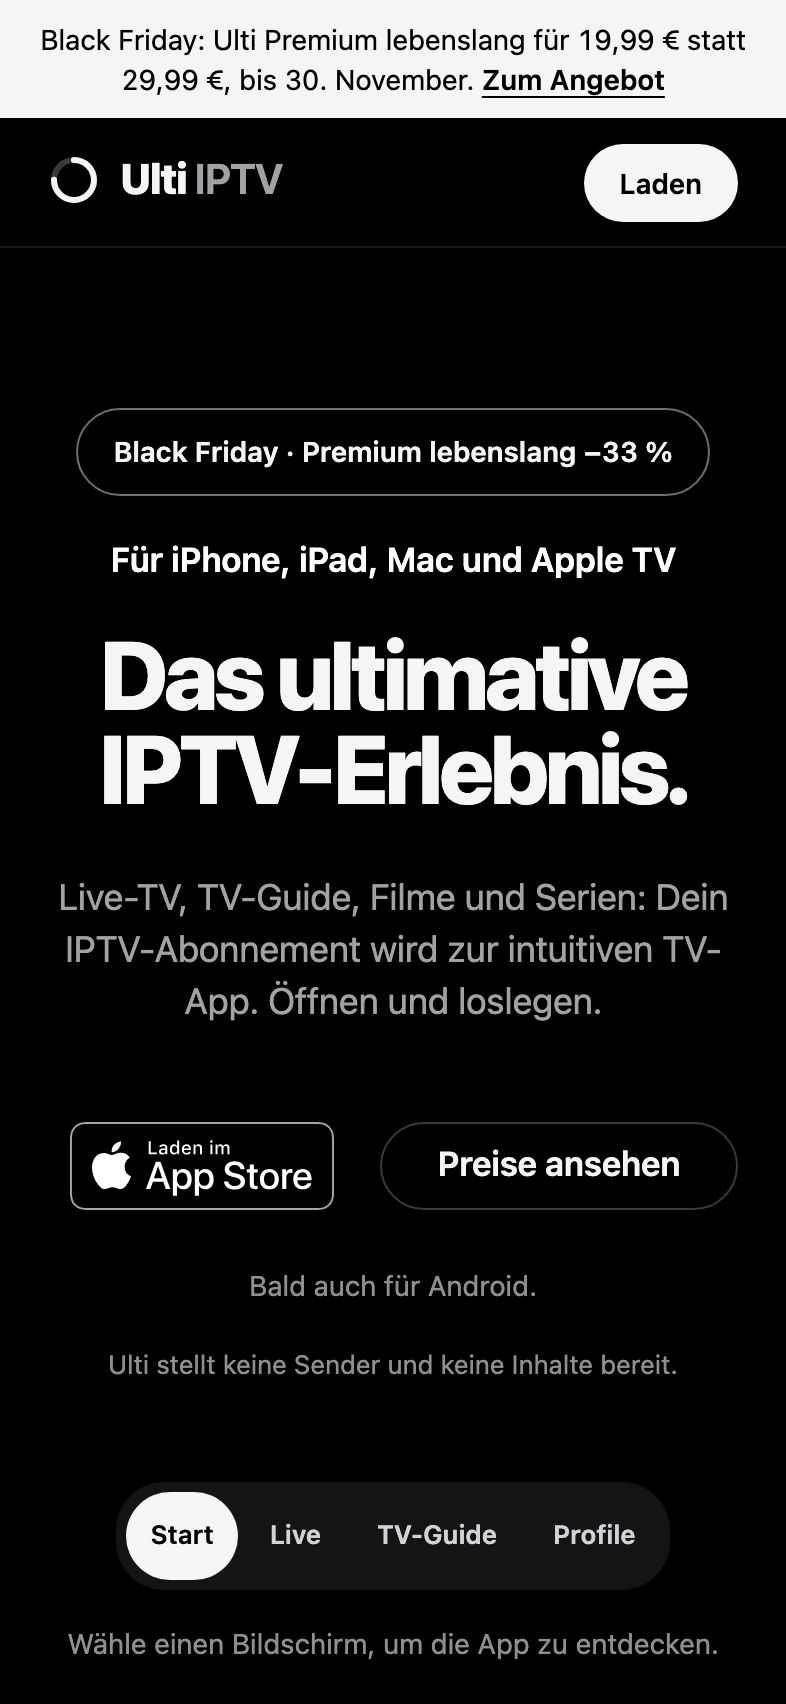 Black Friday: Ulti Premium lebenslang für 19,99 € statt
29,99 €, bis 30. November. Zum Angebot
Ulti IPTV
Laden
Black Friday · Premium lebenslang –33 %
Für iPhone, iPad, Mac und Apple TV
Das ultimative
IPTV-Erlebnis.
Live-TV, TV-Guide, Filme und Serien: Dein
IPTV-Abonnement wird zur intuitiven TV-
App. Öffnen und loslegen.
Laden im
App Store
Preise ansehen
Bald auch für Android.
Ulti stellt keine Sender und keine Inhalte bereit.
Start
Live
TV-Guide
Profile
Wähle einen Bildschirm, um die App zu entdecken.